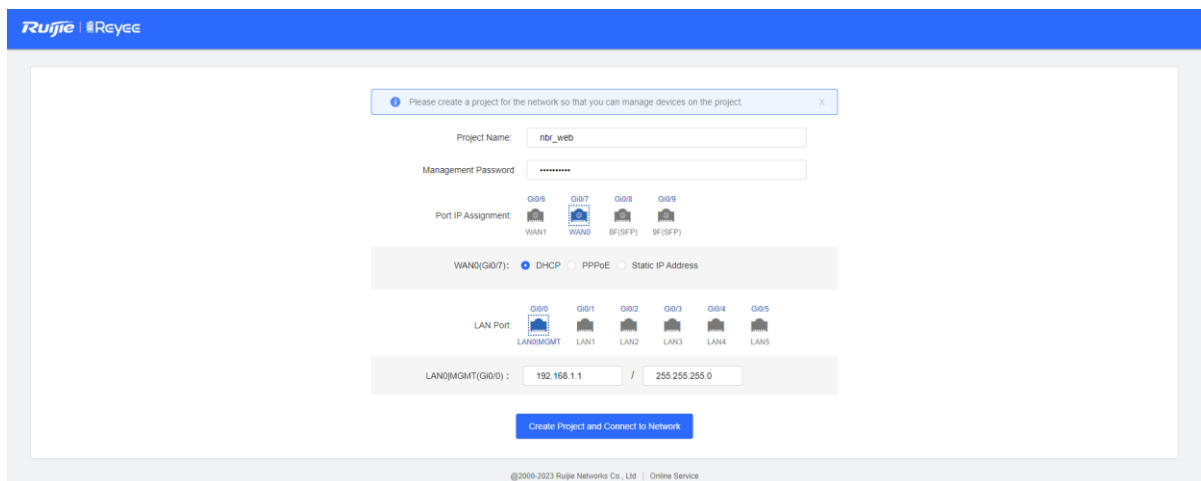 Ruijie | Reyee
Please create a project for the network so that you can manage devices on the project. X
Project Name: nbr_web
Management Password ••••••••••
Gi0/6 Gi0/7 Gi0/8 Gi0/9
Port IP Assignment:
WAN1 WAN0 8F(SFP) 9F(SFP)
WAN0(Gi0/7): DHCP PPPoE Static IP Address
Gi0/0 Gi0/1 Gi0/2 Gi0/3 Gi0/4 Gi0/5
LAN Port:
LAN0|MGMT LAN1 LAN2 LAN3 LAN4 LAN5
LAN0|MGMT(Gi0/0) : 192.168.1.1 / 255.255.255.0
Create Project and Connect to Network
@2000-2023 Ruijie Networks Co., Ltd | Online Service